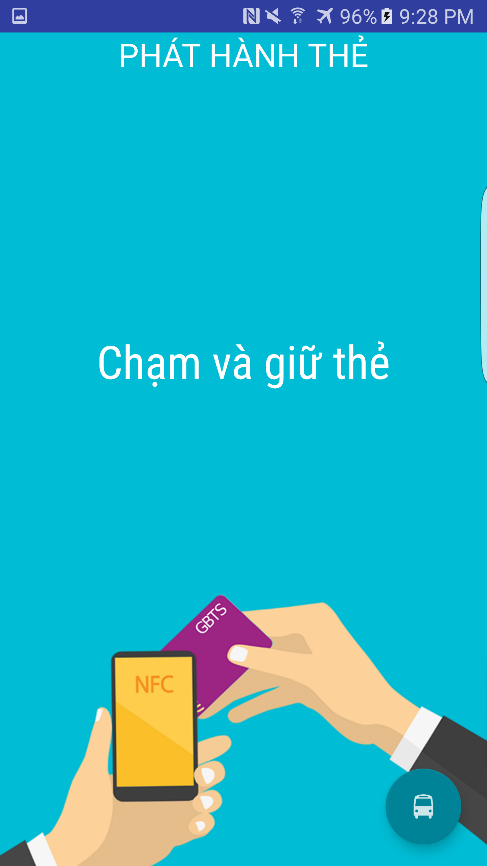 96% 9:28 PM
PHÁT HÀNH THẺ
Chạm và giữ thẻ
GBTS
NFC
E